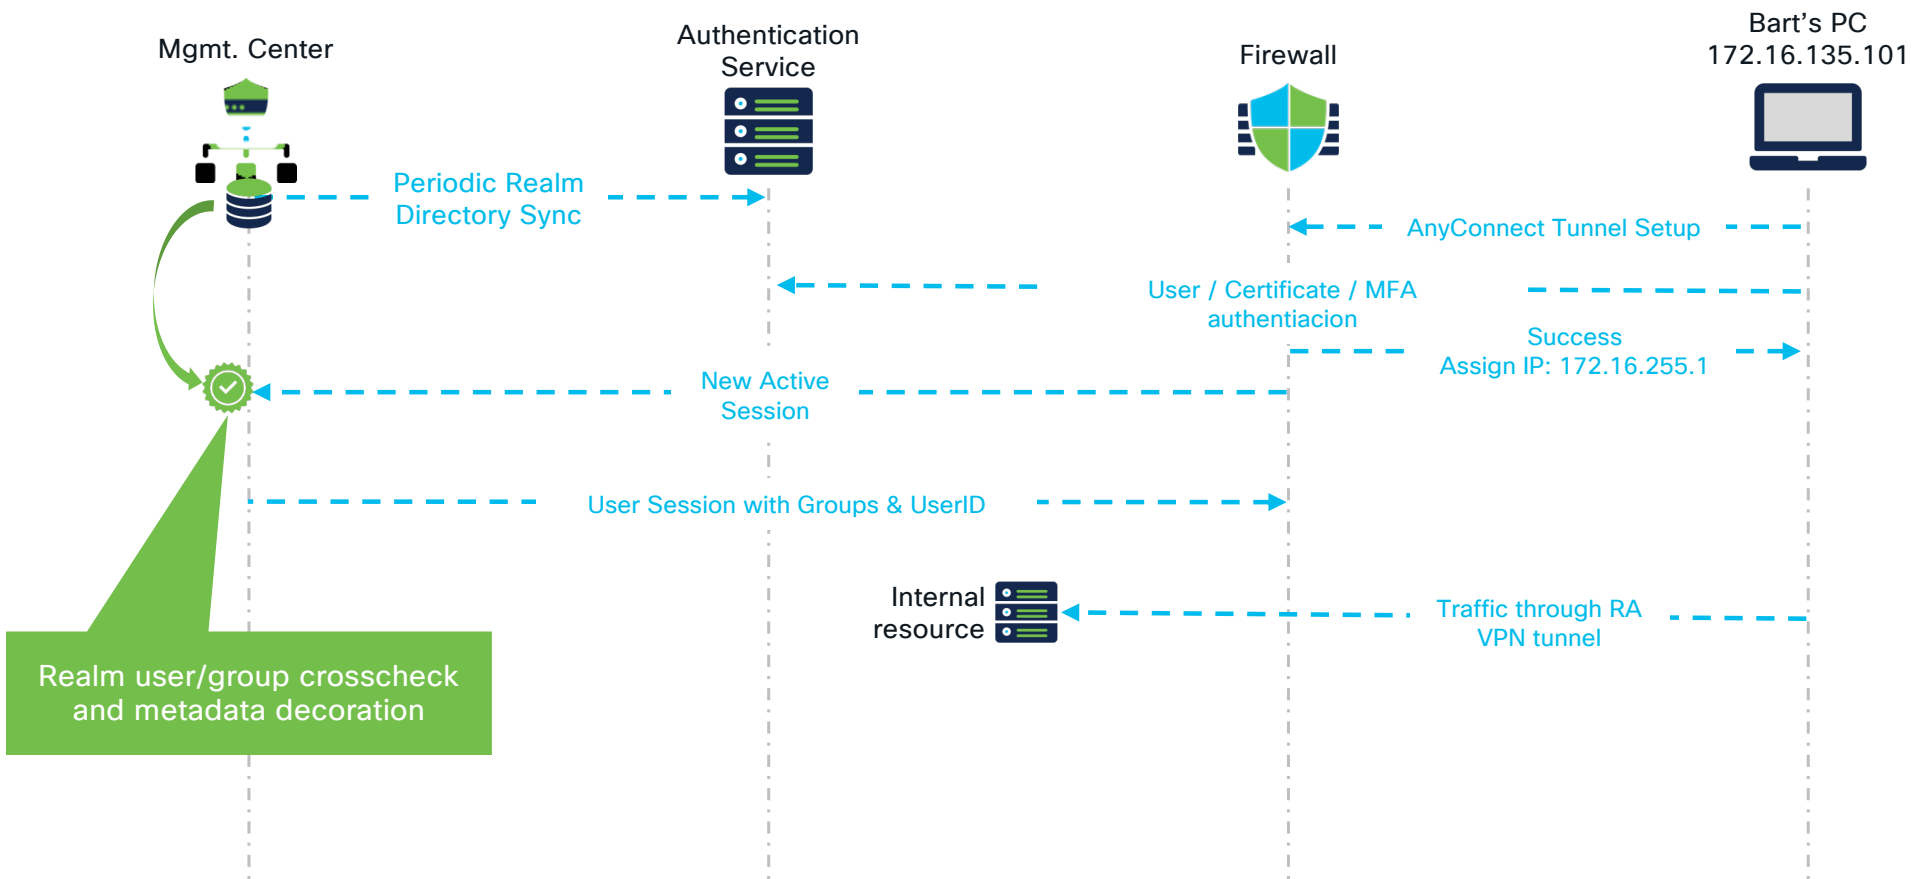 Mgmt. Center
Authentication
Service
Firewall
Bart’s PC
172.16.135.101
Periodic Realm
Directory Sync
AnyConnect Tunnel Setup
User / Certificate / MFA
authentiacion
Success
Assign IP: 172.16.255.1
New Active
Session
User Session with Groups & UserID
Internal
resource
Traffic through RA
VPN tunnel
Realm user/group crosscheck
and metadata decoration